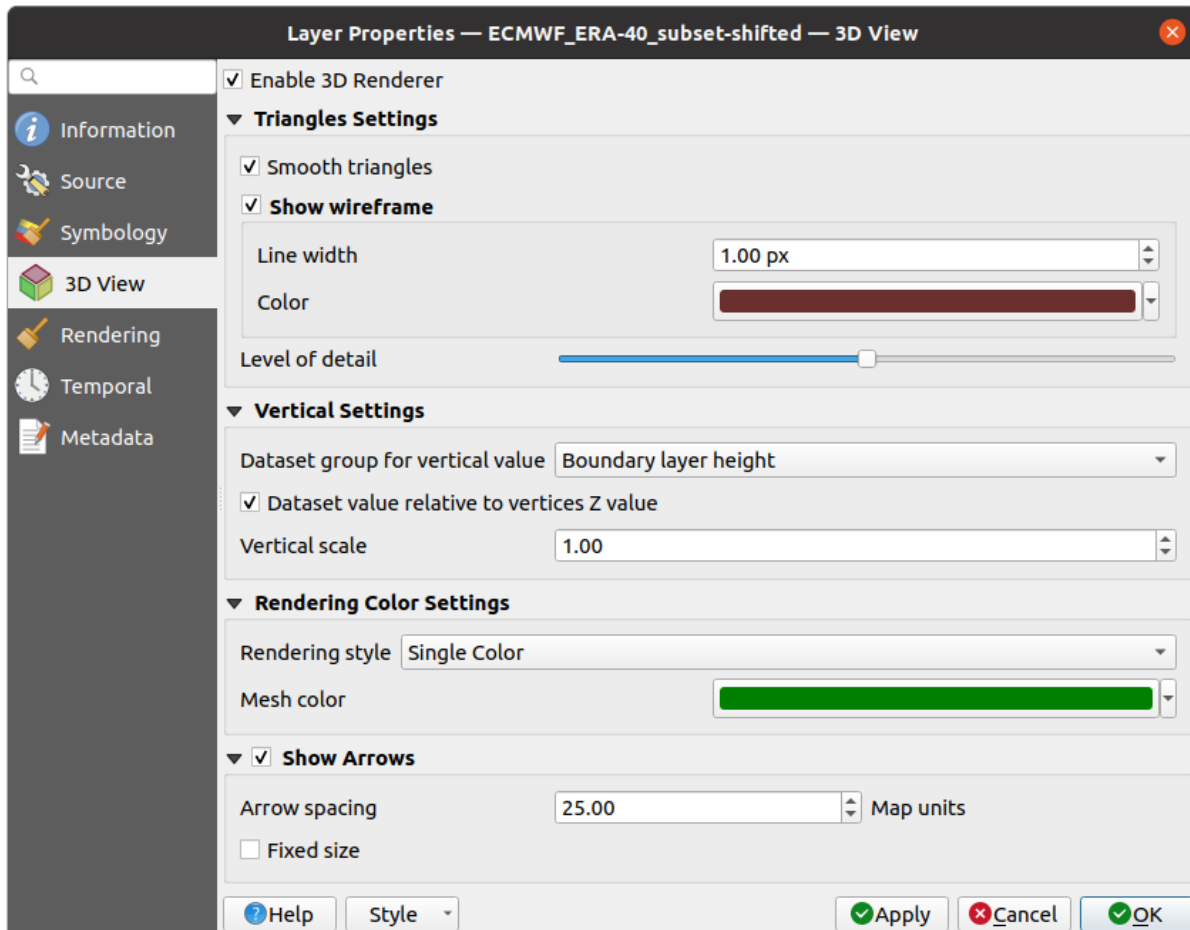 Layer Properties — ECMWF_ERA-40_subset-shifted — 3D View
Information
Source
Symbology
3D View
Rendering
Temporal
Metadata
Enable 3D Renderer
Triangles Settings
Smooth triangles
Show wireframe
Line width 1.00 px
Color
Level of detail
Vertical Settings
Dataset group for vertical value Boundary layer height
Dataset value relative to vertices Z value
Vertical scale 1.00
Rendering Color Settings
Rendering style Single Color
Mesh color
Show Arrows
Arrow spacing 25.00 Map units
Fixed size
Help Style Apply Cancel OK